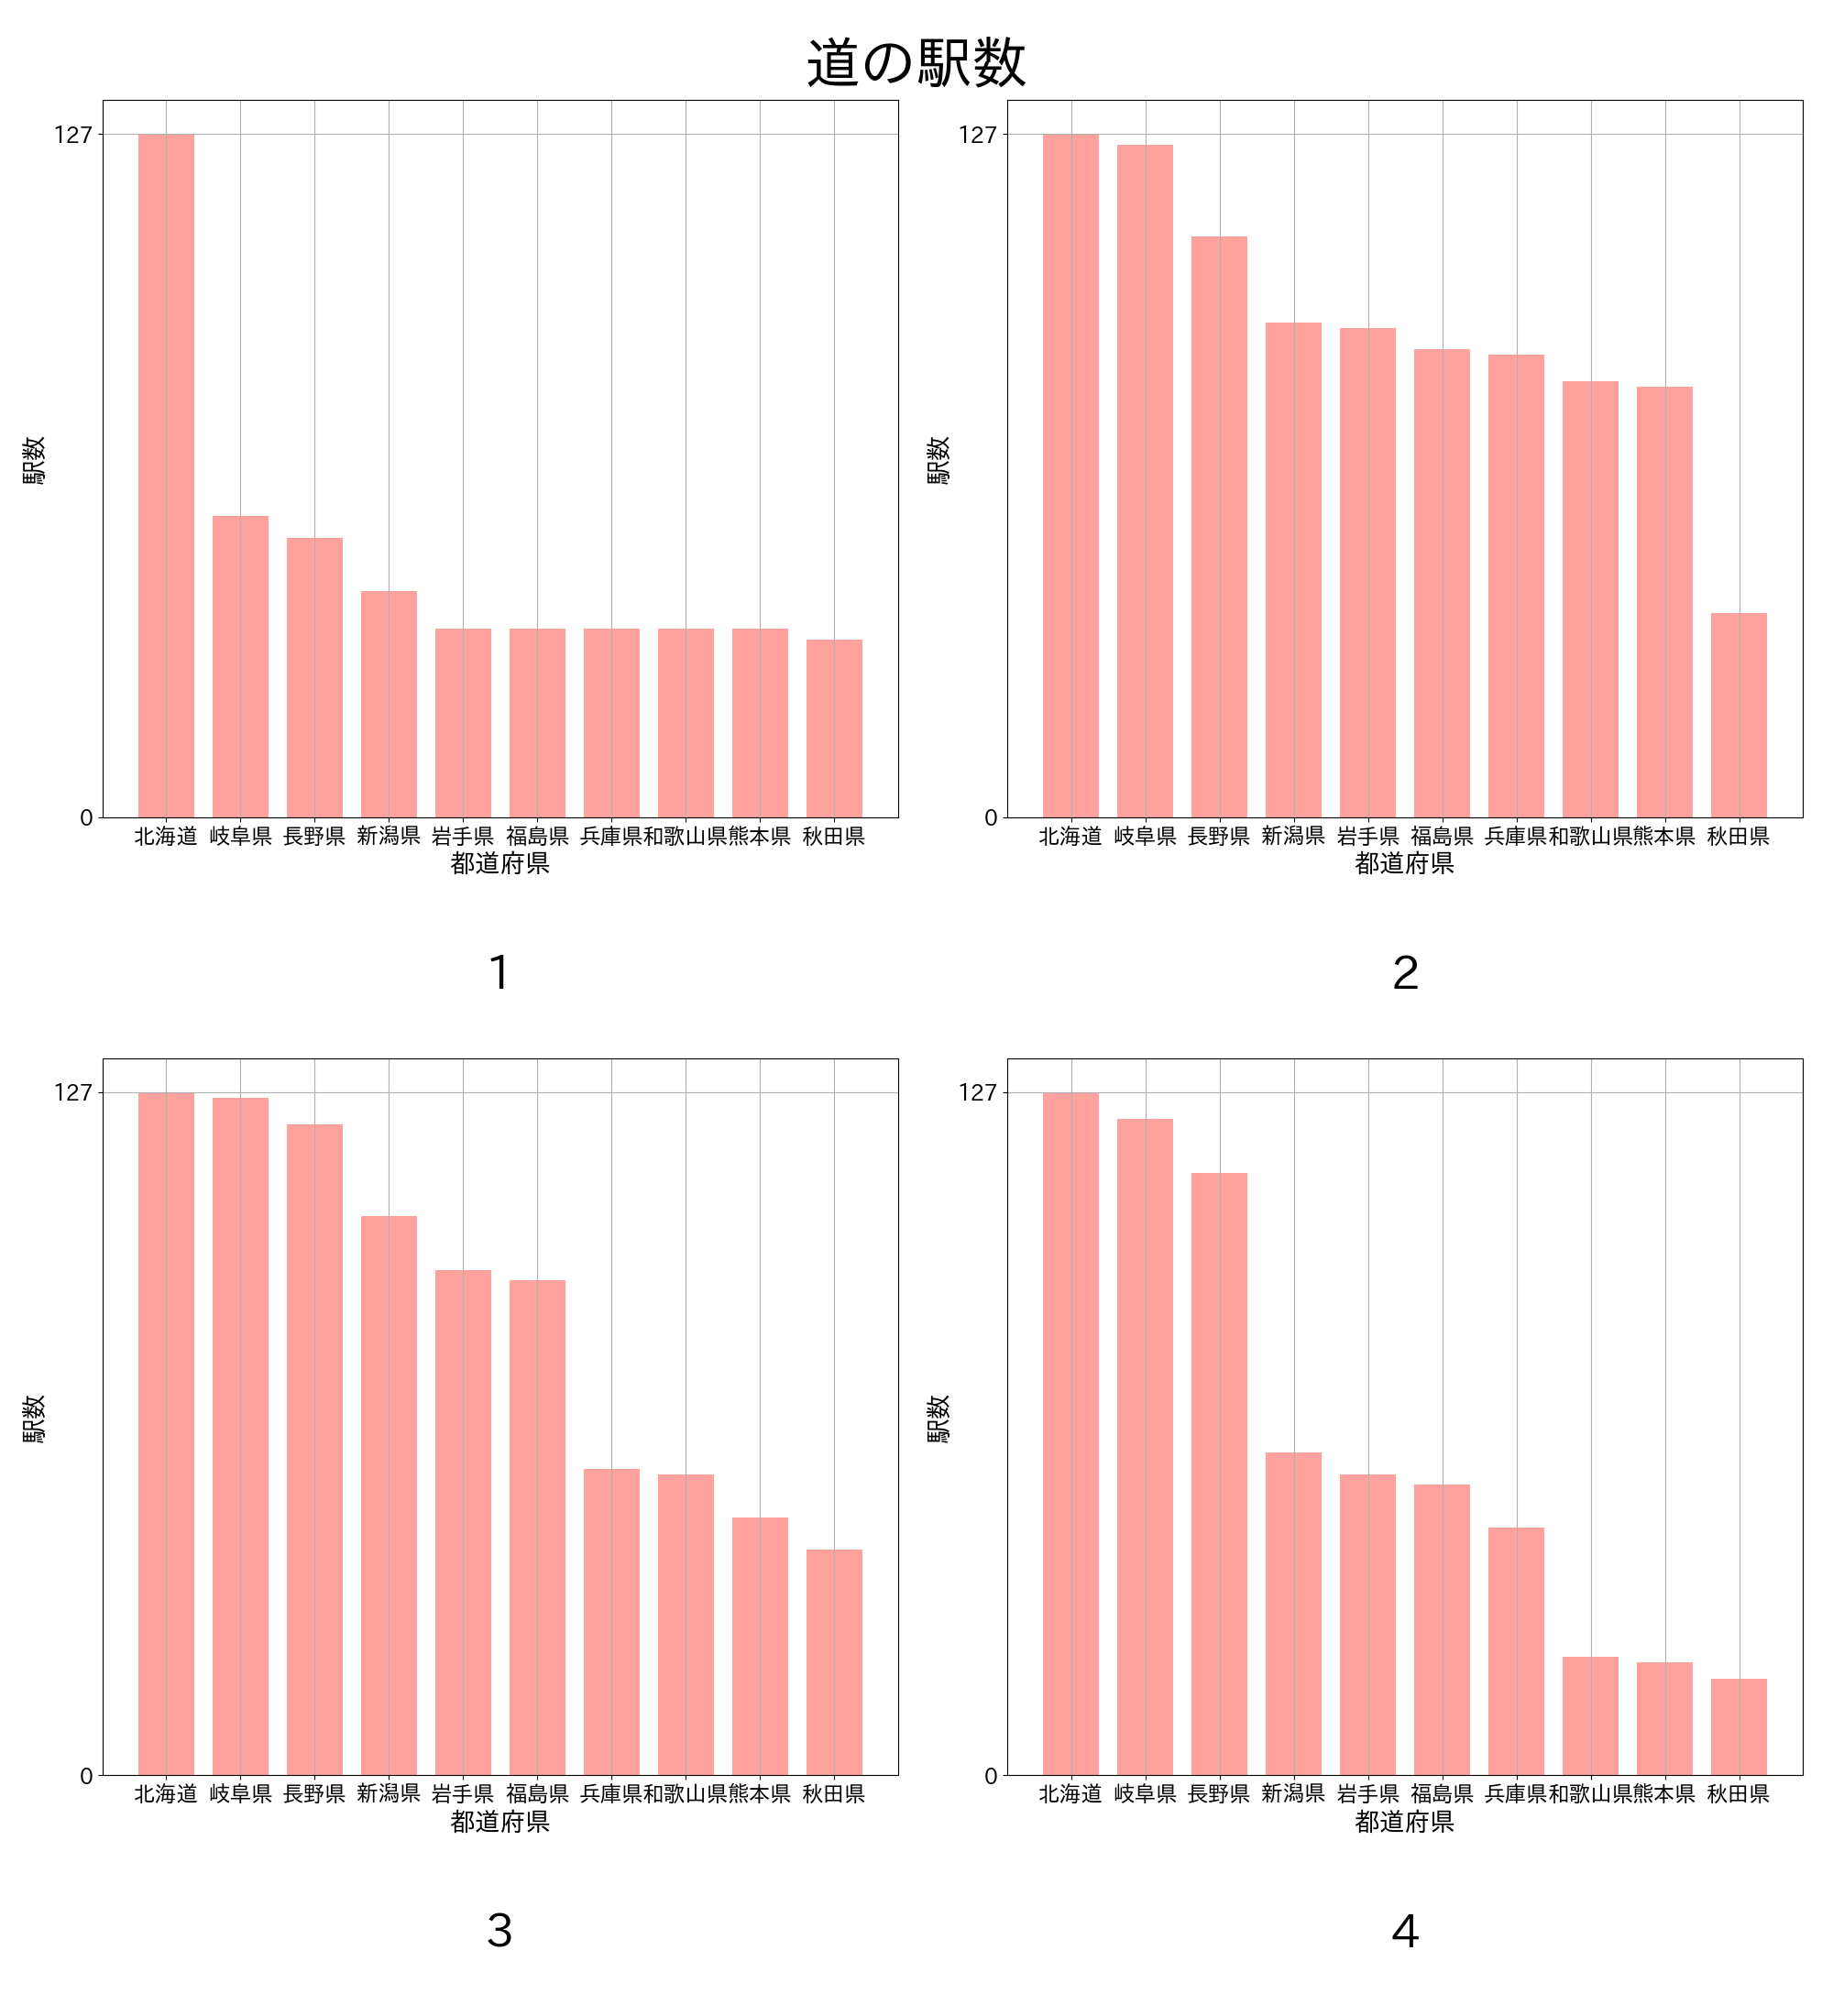 道の駅数
127
駅数
0
北海道 岐阜県 長野県 新潟県 岩手県 福島県 兵庫県 和歌山県 熊本県 秋田県
都道府県
1
127
駅数
0
北海道 岐阜県 長野県 新潟県 岩手県 福島県 兵庫県 和歌山県 熊本県 秋田県
都道府県
2
127
駅数
0
北海道 岐阜県 長野県 新潟県 岩手県 福島県 兵庫県 和歌山県 熊本県 秋田県
都道府県
3
127
駅数
0
北海道 岐阜県 長野県 新潟県 岩手県 福島県 兵庫県 和歌山県 熊本県 秋田県
都道府県
4